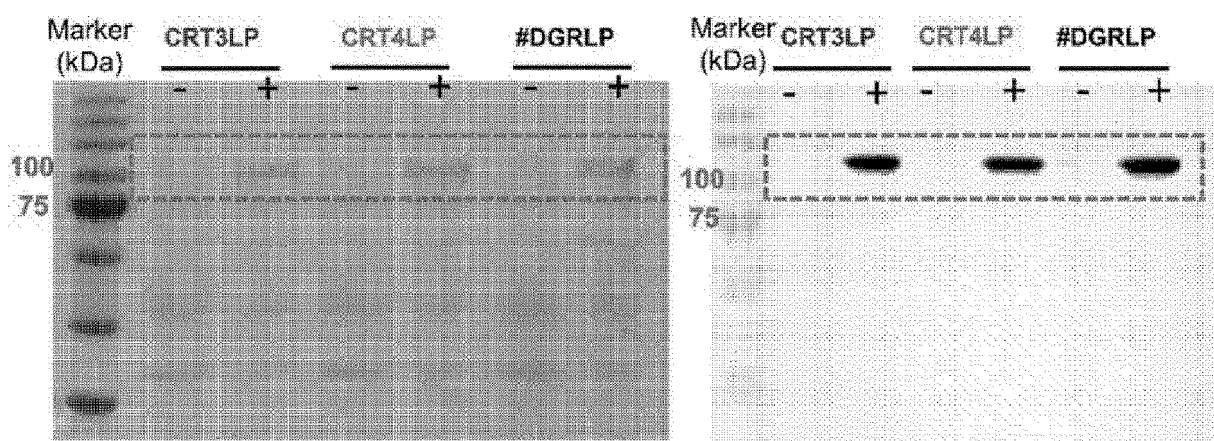 Marker (kDa) CRT3LP CRT4LP #DGRLP
- + - + - +
100
75
Marker (kDa) CRT3LP CRT4LP #DGRLP
- + - + - +
100
75